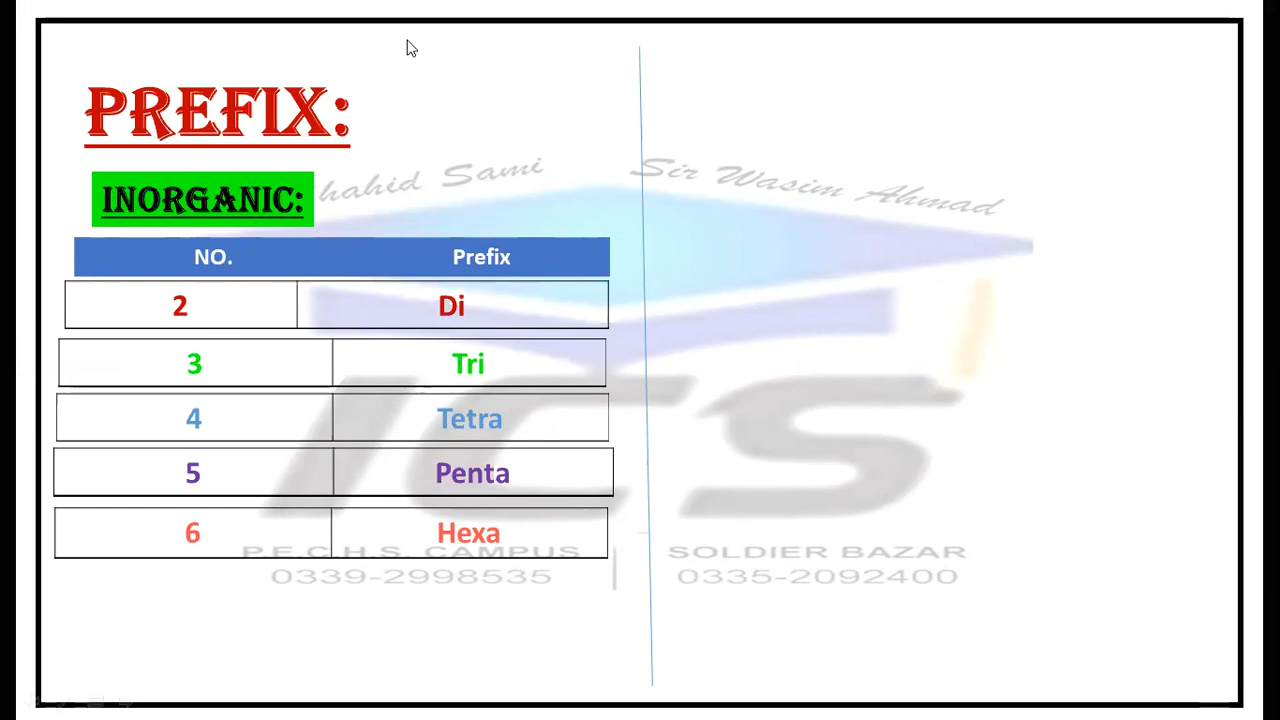 PREFIX:
INORGANIC:
hahid Sami Sir Wasim Ahmad
NO. Prefix
2 Di
3 Tri
4 Tetra
5 Penta
6 Hexa
ICS
P.E.C.H.S. CAMPUS | SOLDIER BAZAR
0339-2998535 0335-2092400